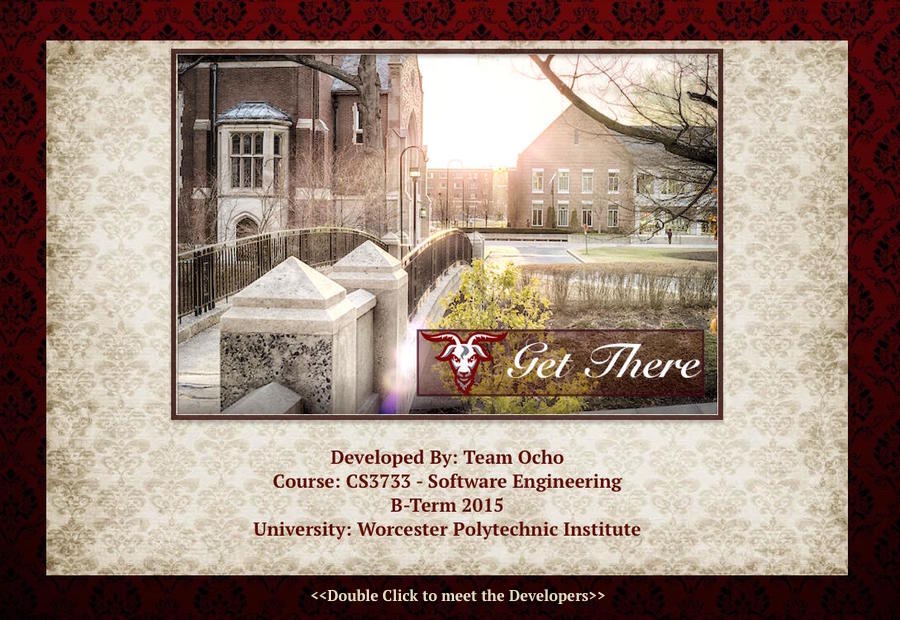 Get There
Developed By: Team Ocho
Course: CS3733 - Software Engineering
B-Term 2015
University: Worcester Polytechnic Institute
<<Double Click to meet the Developers>>